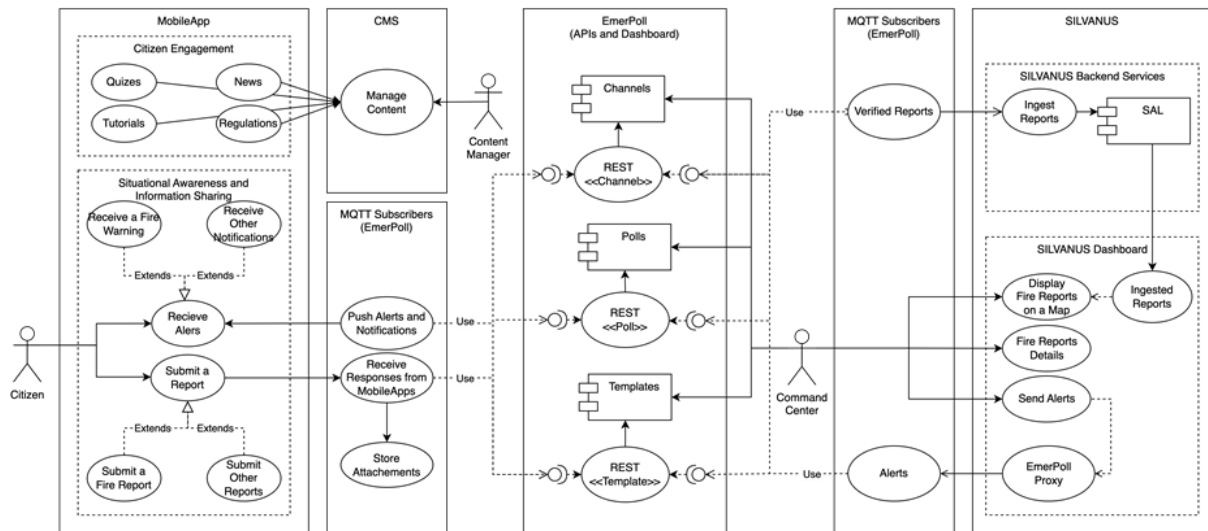 MobileApp
Citizen Engagement
Quizes
News
Tutorials
Regulations
Situational Awareness and
Information Sharing
Receive a Fire
Warning
Receive
Other
Notifications
Extends
Extends
Recieve
Alers
Submit a
Report
Extends
Extends
Submit a
Fire Report
Submit
Other
Reports
Citizen
CMS
Manage
Content
Content
Manager
MQTT Subscribers
(EmerPoll)
Push Alerts and
Notifications
Use
Receive
Responses from
MobileApps
Use
Store
Attachements
EmerPoll
(APIs and Dashboard)
Channels
REST
<<Channel>>
Polls
REST
<<Poll>>
Templates
REST
<<Template>>
Command
Center
MQTT Subscribers
(EmerPoll)
Use
Verified Reports
Use
Alerts
SILVANUS
SILVANUS Backend Services
Ingest
Reports
SAL
SILVANUS Dashboard
Display
Fire Reports
on a Map
Ingested
Reports
Fire Reports
Details
Send Alerts
EmerPoll
Proxy